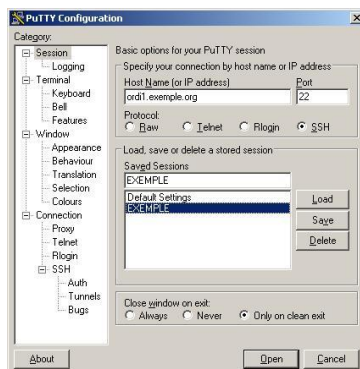 PuTTY Configuration
Category:
Session
Logging
Terminal
Keyboard
Bell
Features
Window
Appearance
Behaviour
Translation
Selection
Colours
Connection
Proxy
Telnet
Rlogin
SSH
Auth
Tunnels
Bugs
Basic options for your PuTTY session
Specify your connection by host name or IP address
Host Name (or IP address) Port
ordi1.exemple.org 22
Protocol:
Raw Telnet Rlogin SSH
Load, save or delete a stored session
Saved Sessions
EXEMPLE
Default Settings
EXEMPLE
Load
Save
Delete
Close window on exit:
Always Never Only on clean exit
About Open Cancel